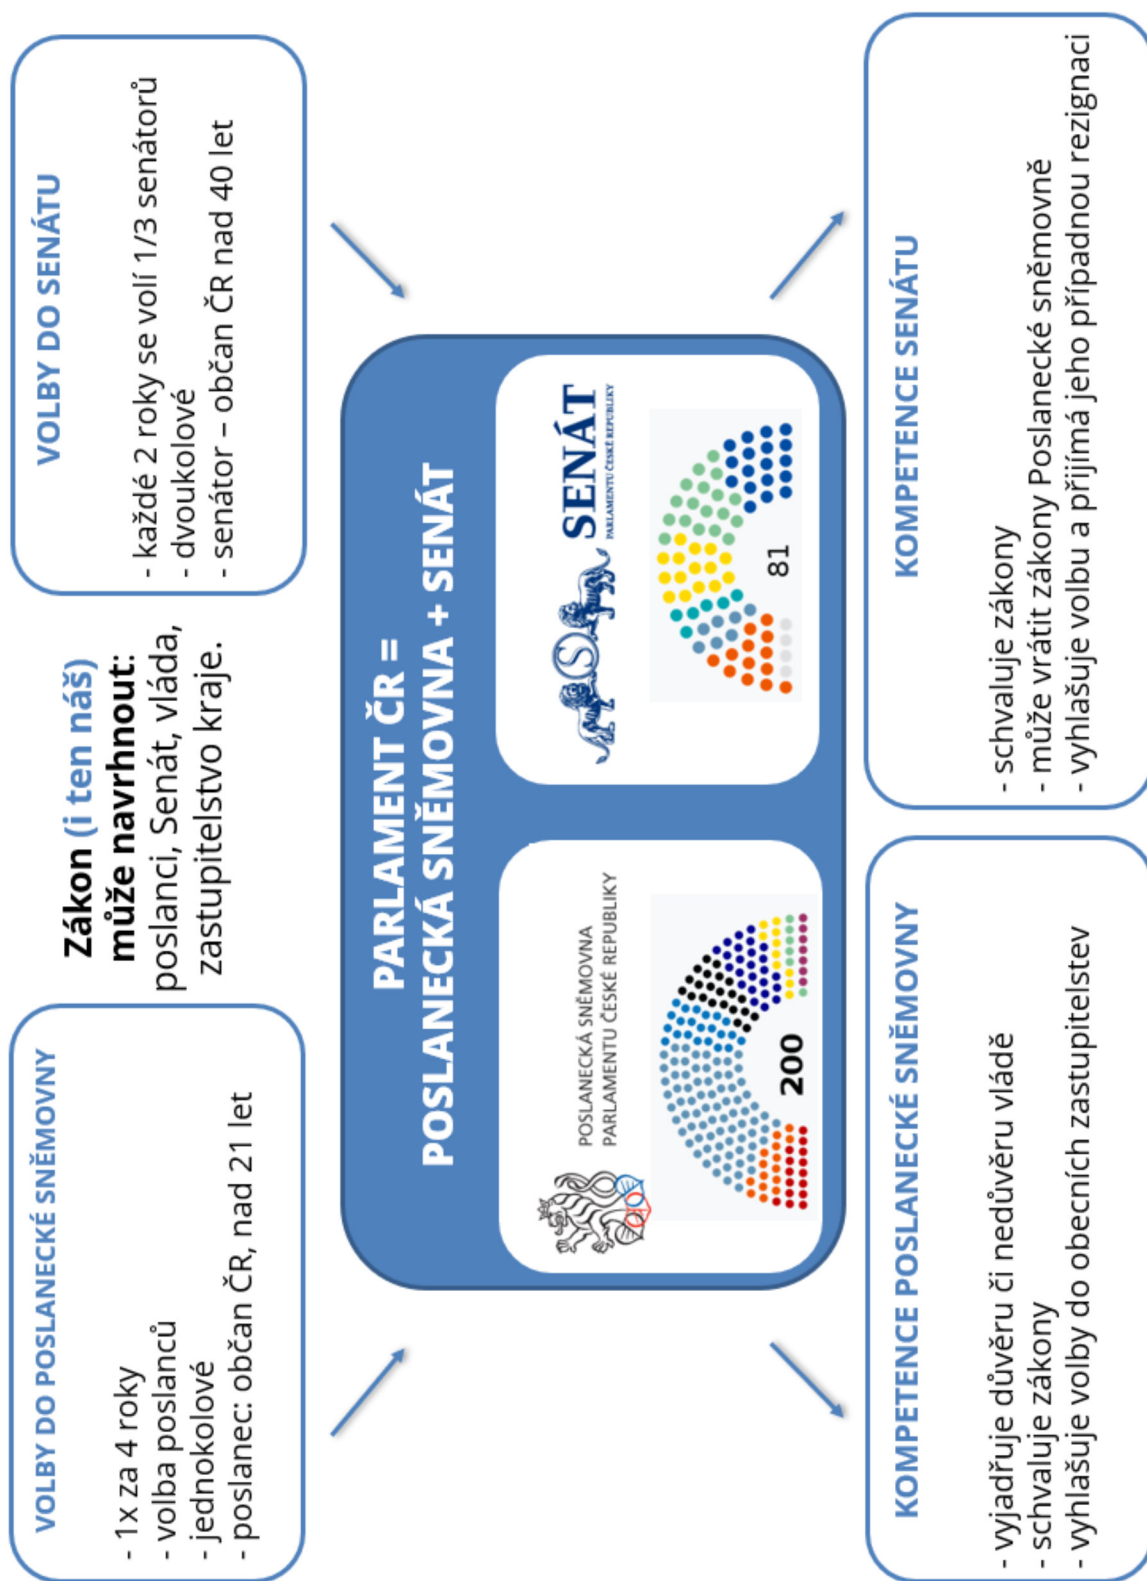 VOLBY DO POSLANECKÉ SNĚMOVNY
- 1x za 4 roky
- volba poslanců
- jednokolové
- poslanec: občan ČR, nad 21 let
Zákon (i ten náš)
může navrhnout:
poslanci, Senát, vláda,
zastupitelstvo kraje.
VOLBY DO SENÁTU
- každé 2 roky se volí 1/3 senátorů
- dvoukolové
- senátor – občan ČR nad 40 let
PARLAMENT ČR =
POSLANECKÁ SNĚMOVNA + SENÁT
POSLANECKÁ SNĚMOVNA
PARLAMENTU ČESKÉ REPUBLIKY
200
S
SENÁT
PARLAMENTU ČESKÉ REPUBLIKY
81
KOMPETENCE POSLANECKÉ SNĚMOVNY
- vyjadřuje důvěru či nedůvěru vládě
- schvaluje zákony
- vyhlašuje volby do obecních zastupitelstev
KOMPETENCE SENÁTU
- schvaluje zákony
- může vrátit zákony Poslanecké sněmovně
- vyhlašuje volbu a přijímá jeho případnou rezignaci